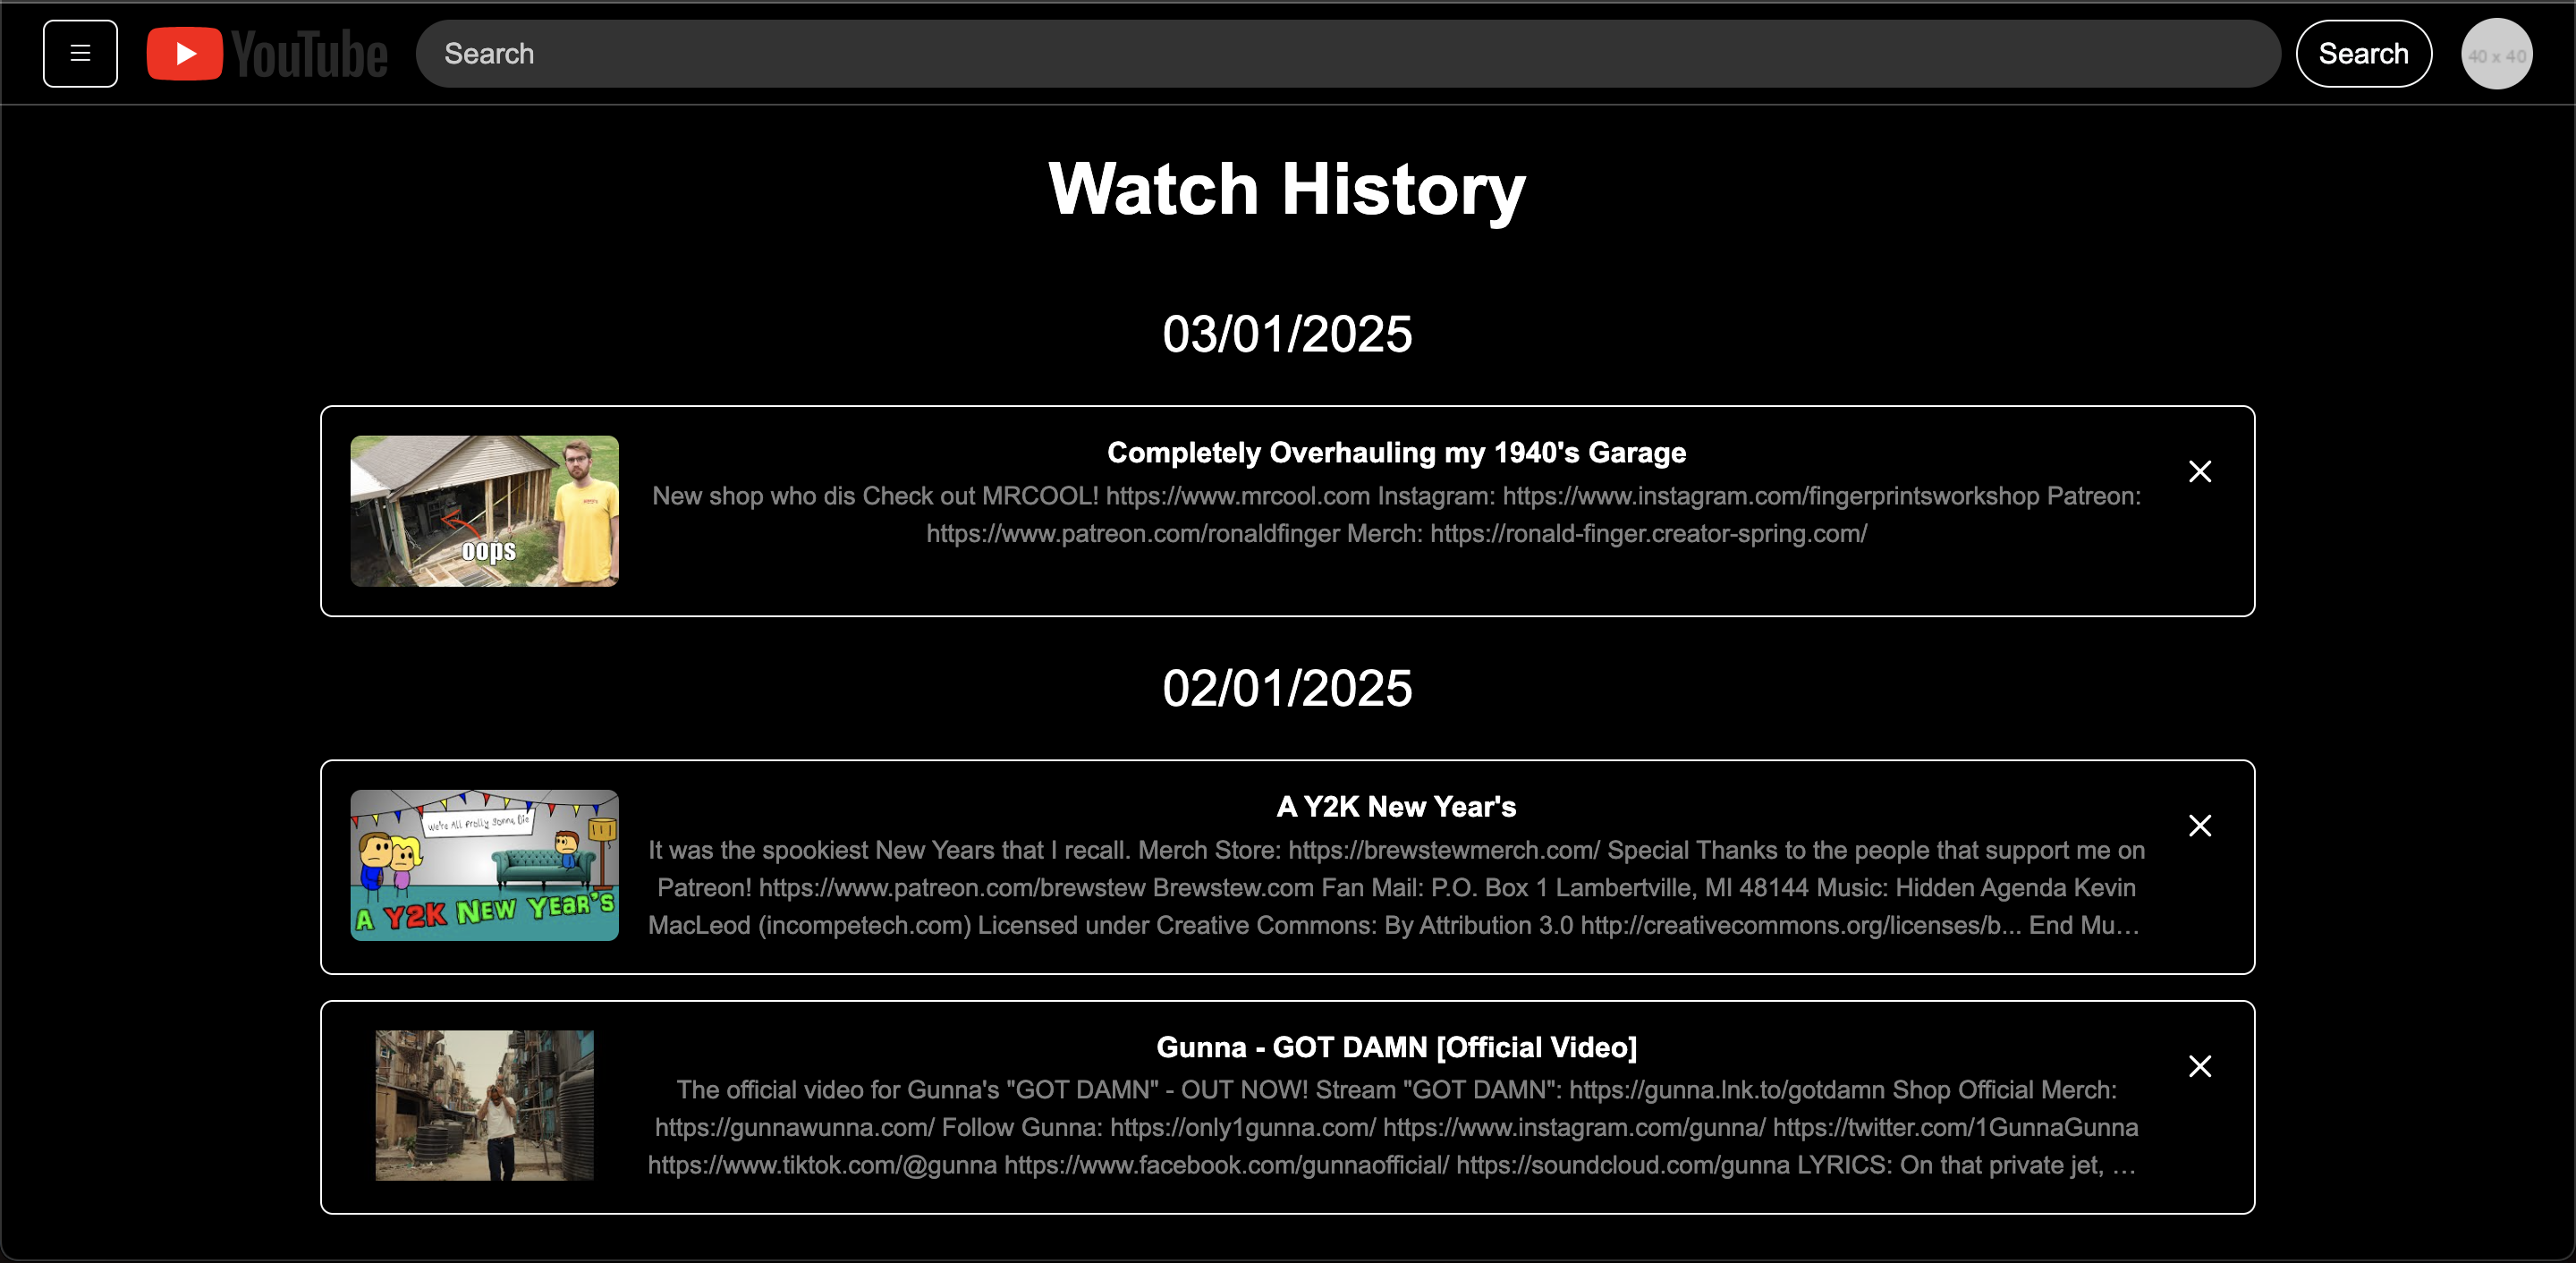 YouTube
Search
Search
40 x 40
Watch History
03/01/2025
oops
Completely Overhauling my 1940's Garage
New shop who dis Check out MRCOOL! https://www.mrcool.com Instagram: https://www.instagram.com/fingerprintsworkshop Patreon:
https://www.patreon.com/ronaldfinger Merch: https://ronald-finger.creator-spring.com/
02/01/2025
We're All Prolly Gonna Die
A Y2K New Year's
A Y2K New Year's
It was the spookiest New Years that I recall. Merch Store: https://brewstewmerch.com/ Special Thanks to the people that support me on
Patreon! https://www.patreon.com/brewstew Brewstew.com Fan Mail: P.O. Box 1 Lambertville, MI 48144 Music: Hidden Agenda Kevin
MacLeod (incompetech.com) Licensed under Creative Commons: By Attribution 3.0 http://creativecommons.org/licenses/b... End Mu…
Gunna - GOT DAMN [Official Video]
The official video for Gunna's "GOT DAMN" - OUT NOW! Stream "GOT DAMN": https://gunna.lnk.to/gotdamn Shop Official Merch:
https://gunnawunna.com/ Follow Gunna: https://only1gunna.com/ https://www.instagram.com/gunna/ https://twitter.com/1GunnaGunna
https://www.tiktok.com/@gunna https://www.facebook.com/gunnaofficial/ https://soundcloud.com/gunna LYRICS: On that private jet, …